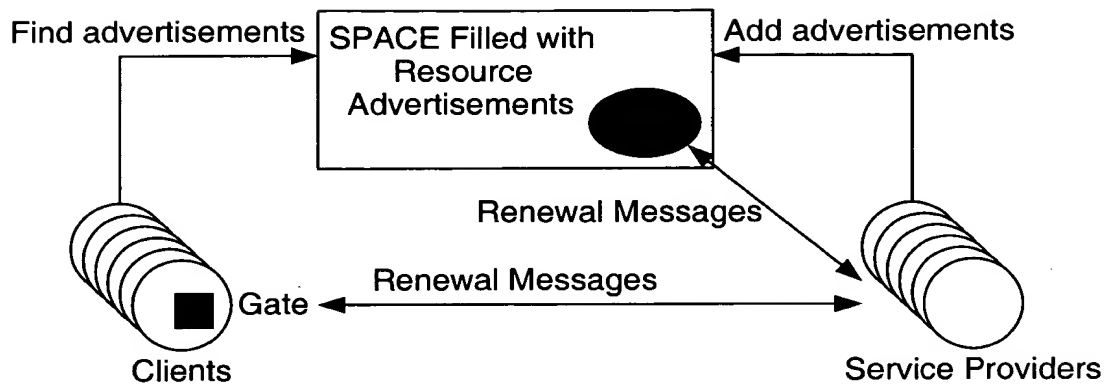 Find advertisements
SPACE Filled with
Resource
Advertisements
Add advertisements
Renewal Messages
Renewal Messages
Gate
Clients
Service Providers